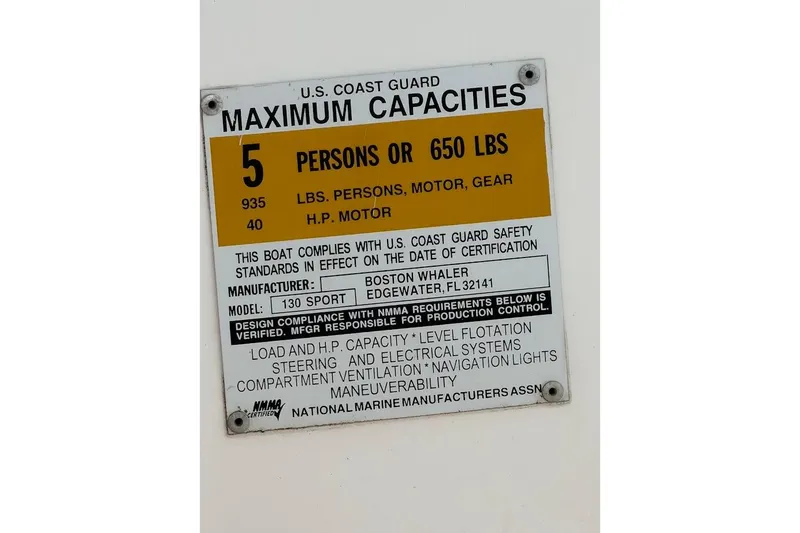 U.S. COAST GUARD
MAXIMUM CAPACITIES
5 PERSONS OR 650 LBS
935 LBS. PERSONS, MOTOR, GEAR
40 H.P. MOTOR
THIS BOAT COMPLIES WITH U.S. COAST GUARD SAFETY
STANDARDS IN EFFECT ON THE DATE OF CERTIFICATION
MANUFACTURER: BOSTON WHALER
MODEL: 130 SPORT EDGEWATER, FL 32141
DESIGN COMPLIANCE WITH NMMA REQUIREMENTS BELOW IS
VERIFIED. MFGR RESPONSIBLE FOR PRODUCTION CONTROL.
LOAD AND H.P. CAPACITY * LEVEL FLOTATION
STEERING AND ELECTRICAL SYSTEMS
COMPARTMENT VENTILATION * NAVIGATION LIGHTS
MANEUVERABILITY
NMMA
CERTIFIED
NATIONAL MARINE MANUFACTURERS ASSN